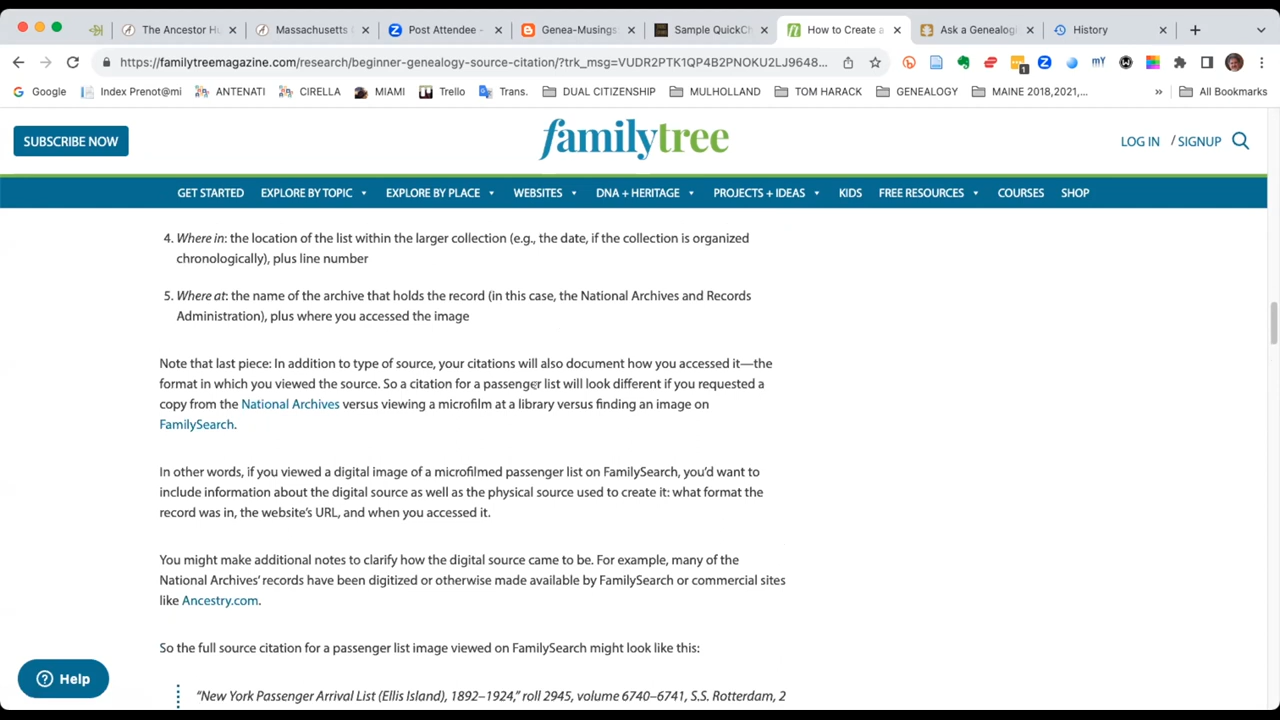 The Ancestor Hu
Massachusetts E
Post Attendee -
Genea-Musings:
Sample QuickCh
How to Create a
Ask a Genealogi
History
https://familytreemagazine.com/research/beginner-genealogy-source-citation/?trk_msg=VUDR2PTK1QP4B2PNOKU2LJ9648...
Google
Index Prenot@mi
ANTENATI
CIRELLA
MIAMI
Trello
Trans.
DUAL CITIZENSHIP
MULHOLLAND
TOM HARACK
GENEALOGY
MAINE 2018,2021,...
»
All Bookmarks
SUBSCRIBE NOW
familytree
LOG IN / SIGNUP
GET STARTED
EXPLORE BY TOPIC
EXPLORE BY PLACE
WEBSITES
DNA + HERITAGE
PROJECTS + IDEAS
KIDS
FREE RESOURCES
COURSES
SHOP
4. Where in: the location of the list within the larger collection (e.g., the date, if the collection is organized
chronologically), plus line number
5. Where at: the name of the archive that holds the record (in this case, the National Archives and Records
Administration), plus where you accessed the image
Note that last piece: In addition to type of source, your citations will also document how you accessed it—the
format in which you viewed the source. So a citation for a passenger list will look different if you requested a
copy from the National Archives versus viewing a microfilm at a library versus finding an image on
FamilySearch.
In other words, if you viewed a digital image of a microfilmed passenger list on FamilySearch, you'd want to
include information about the digital source as well as the physical source used to create it: what format the
record was in, the website's URL, and when you accessed it.
You might make additional notes to clarify how the digital source came to be. For example, many of the
National Archives' records have been digitized or otherwise made available by FamilySearch or commercial sites
like Ancestry.com.
So the full source citation for a passenger list image viewed on FamilySearch might look like this:
"New York Passenger Arrival List (Ellis Island), 1892–1924," roll 2945, volume 6740–6741, S.S. Rotterdam, 2
Help